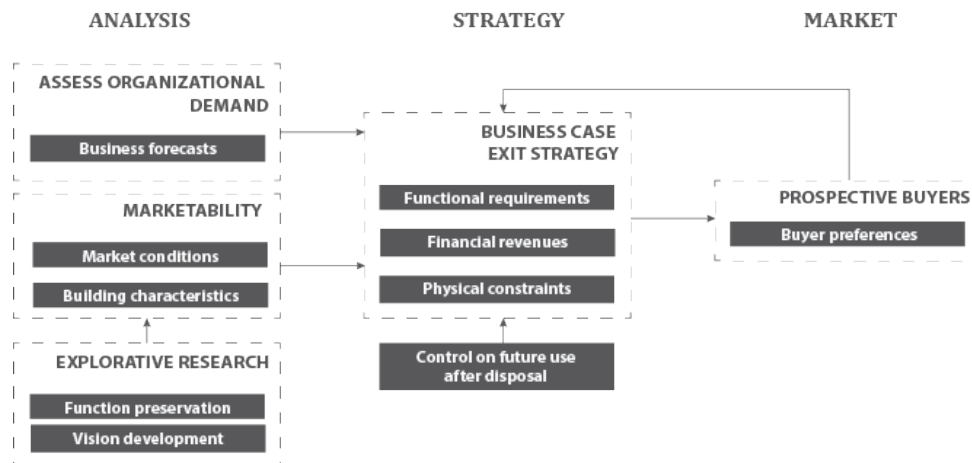 ANALYSIS
STRATEGY
MARKET
ASSESS ORGANIZATIONAL
DEMAND
Business forecasts
MARKETABILITY
Market conditions
Building characteristics
EXPLORATIVE RESEARCH
Function preservation
Vision development
BUSINESS CASE
EXIT STRATEGY
Functional requirements
Financial revenues
Physical constraints
Control on future use
after disposal
PROSPECTIVE BUYERS
Buyer preferences